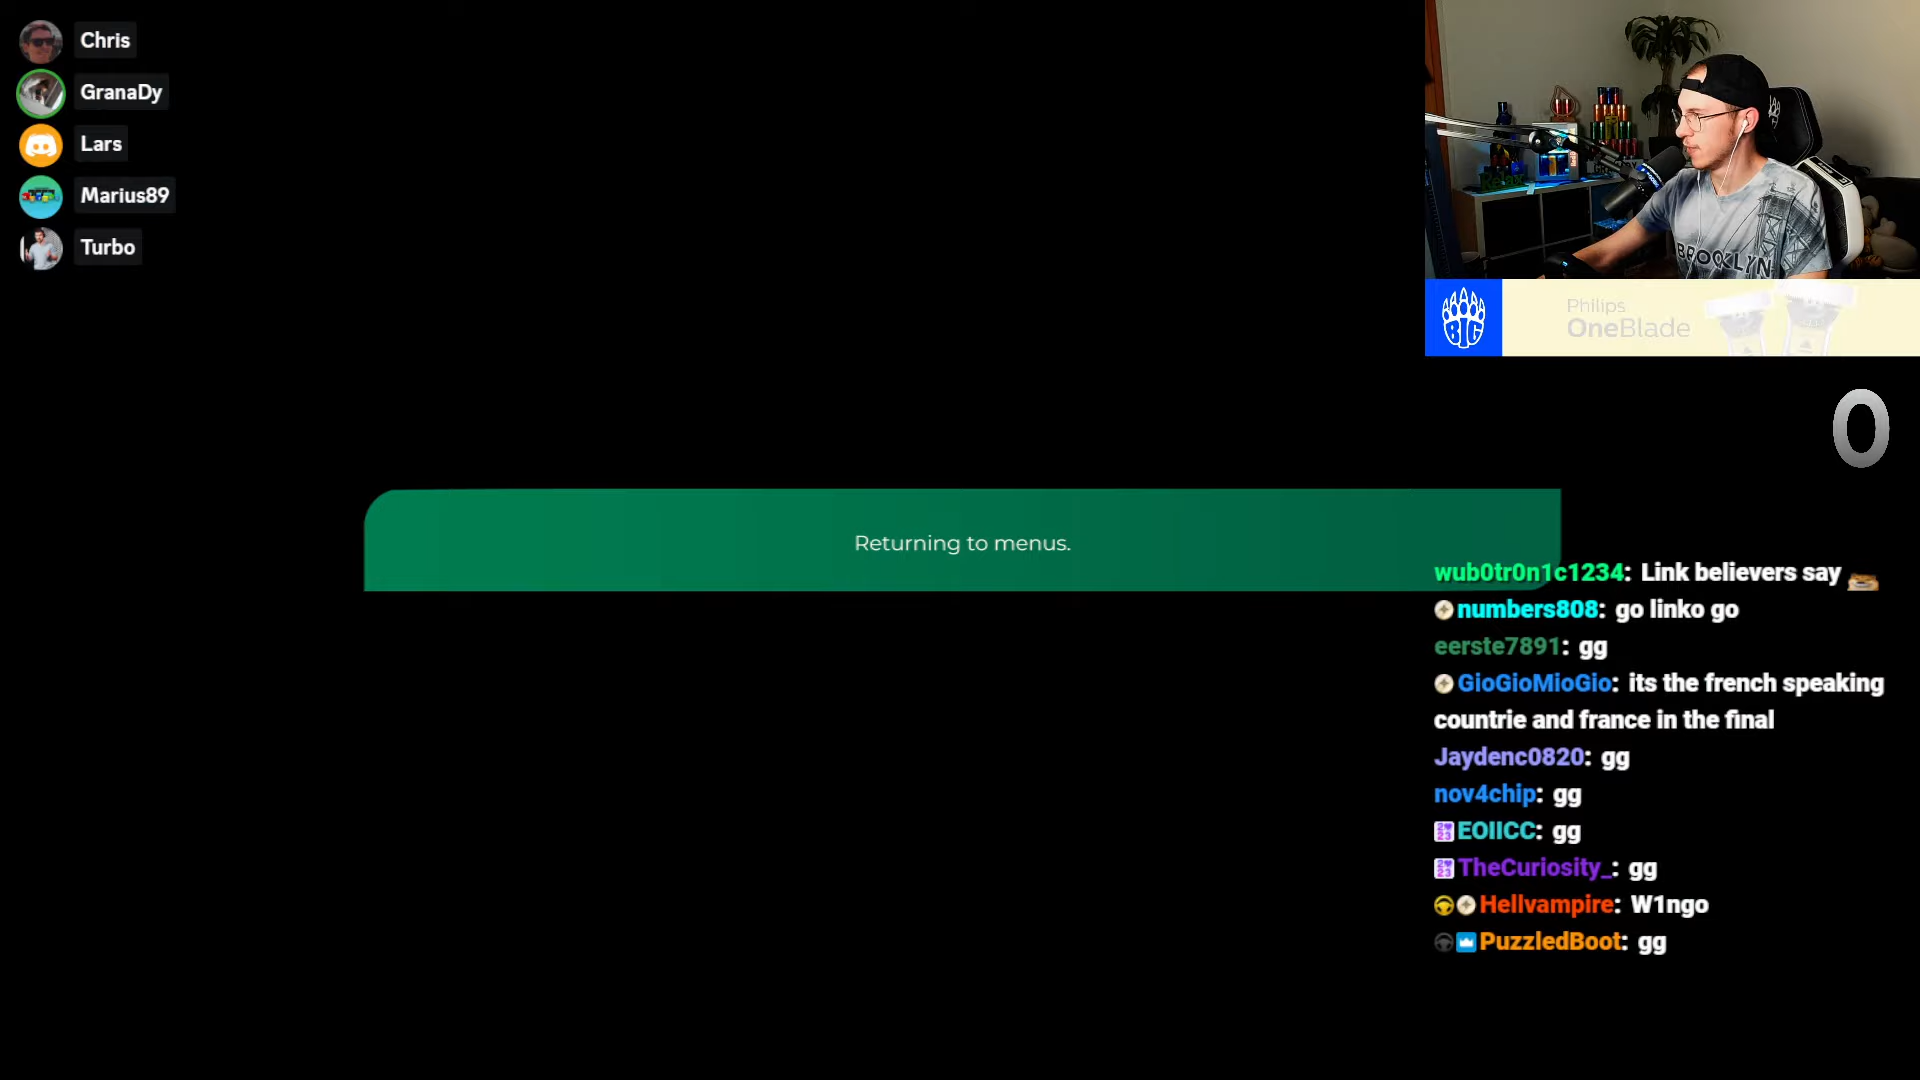 Chris
GranaDy
Lars
Marius89
Turbo
BROOKLYN
BIG
Philips
OneBlade
0
Returning to menus.
wub0tr0n1c1234: Link believers say
numbers808: go linko go
eerste7891: gg
GioGioMioGio: its the french speaking
countrie and france in the final
Jaydenc0820: gg
nov4chip: gg
EOIICC: gg
TheCuriosity_: gg
Hellvampire: W1ngo
PuzzledBoot: gg